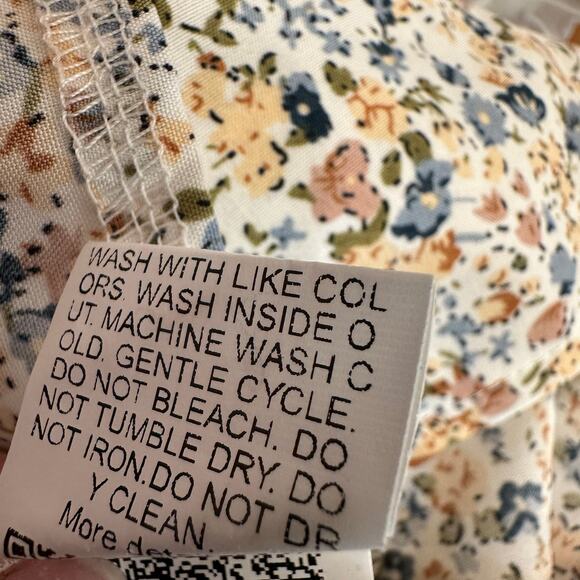 WASH WITH LIKE COL
ORS. WASH INSIDE O
UT. MACHINE WASH C
OLD. GENTLE CYCLE.
DO NOT BLEACH. DO
NOT TUMBLE DRY. DO
NOT IRON.DO NOT DR
Y CLEAN
More